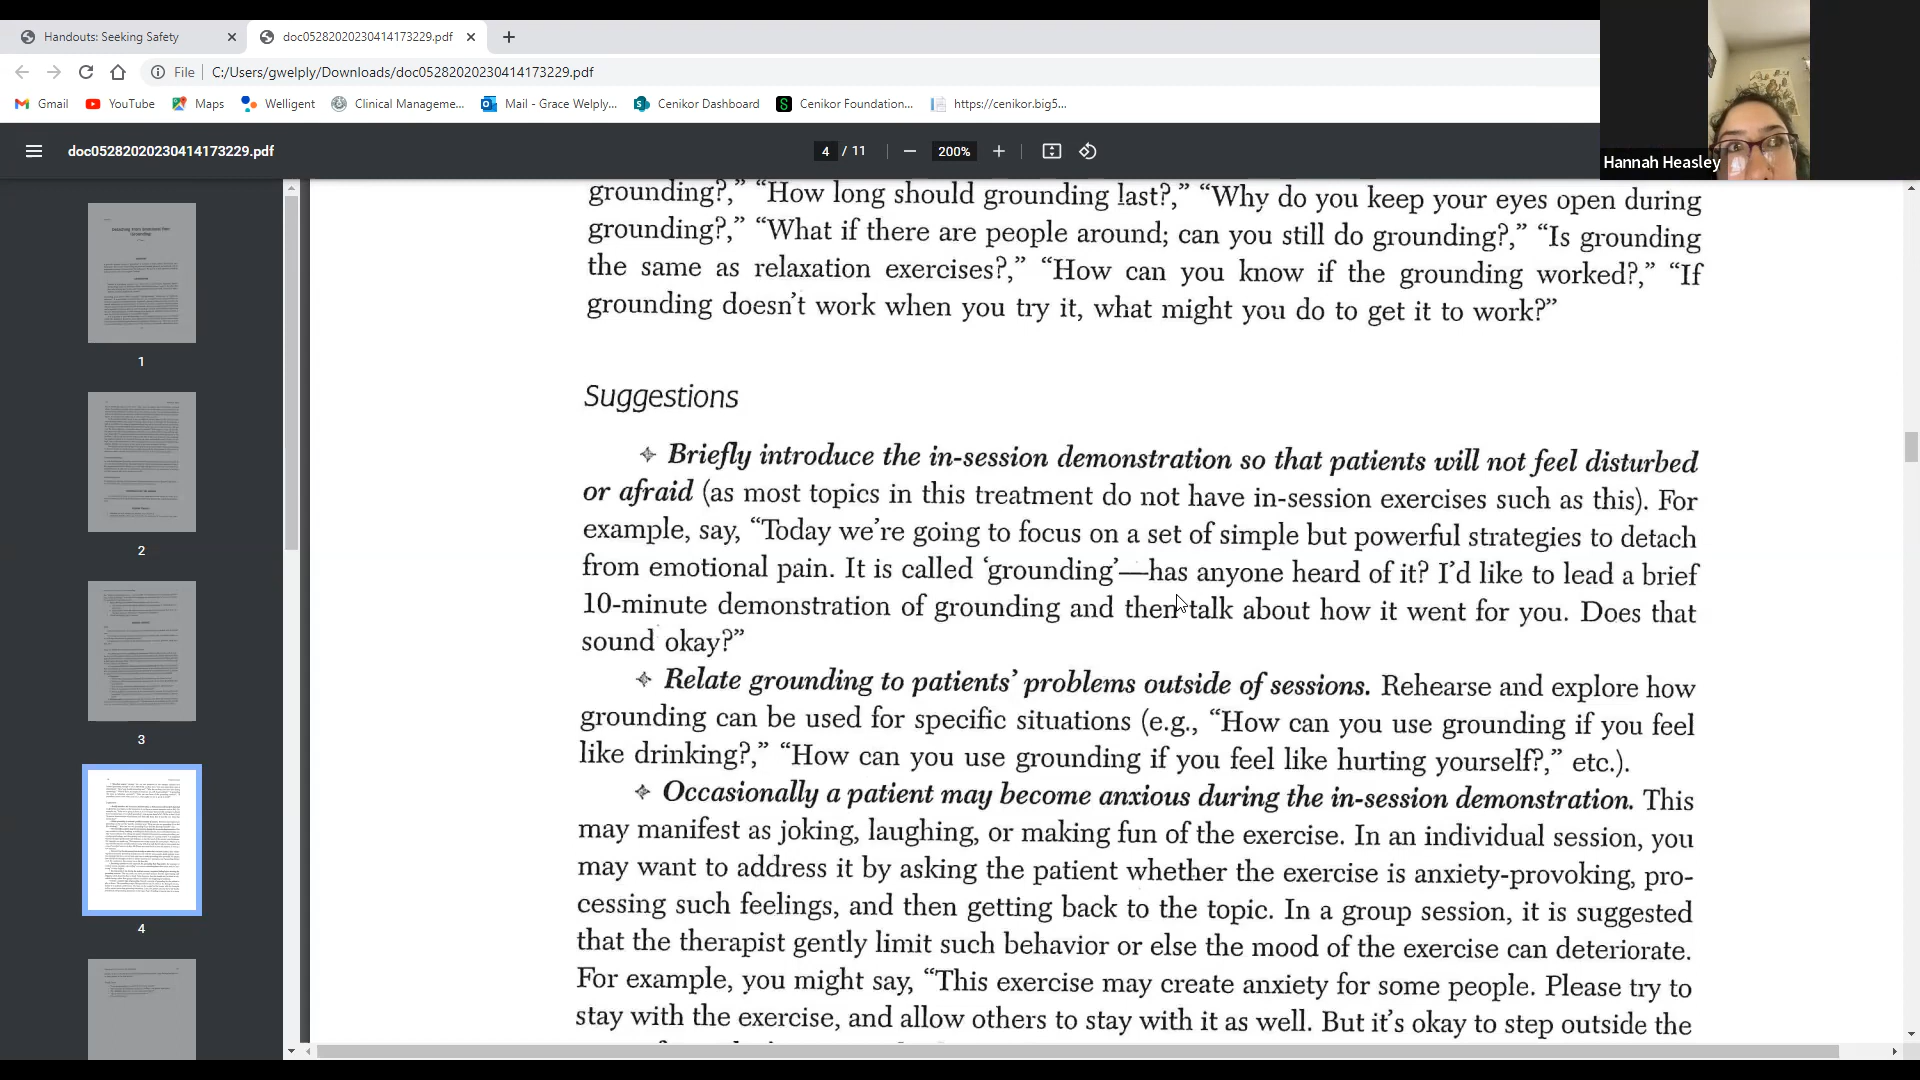 Handouts: Seeking Safety
doc05282020230414173229.pdf
File
C:/Users/gwelply/Downloads/doc05282020230414173229.pdf
Gmail
YouTube
Maps
Welligent
Clinical Manageme...
Mail - Grace Welply...
Cenikor Dashboard
Cenikor Foundation...
https://cenikor.big5...
Hannah Heasley
doc05282020230414173229.pdf
4 / 11
200%
1
2
3
4
grounding?,” “How long should grounding last?,” “Why do you keep your eyes open during
grounding?,” “What if there are people around; can you still do grounding?,” “Is grounding
the same as relaxation exercises?,” “How can you know if the grounding worked?,” “If
grounding doesn’t work when you try it, what might you do to get it to work?”
Suggestions
Briefly introduce the in-session demonstration so that patients will not feel disturbed
or afraid (as most topics in this treatment do not have in-session exercises such as this). For
example, say, “Today we’re going to focus on a set of simple but powerful strategies to detach
from emotional pain. It is called ‘grounding’—has anyone heard of it? I’d like to lead a brief
10-minute demonstration of grounding and then talk about how it went for you. Does that
sound okay?”
Relate grounding to patients’ problems outside of sessions. Rehearse and explore how
grounding can be used for specific situations (e.g., “How can you use grounding if you feel
like drinking?,” “How can you use grounding if you feel like hurting yourself?,” etc.).
Occasionally a patient may become anxious during the in-session demonstration. This
may manifest as joking, laughing, or making fun of the exercise. In an individual session, you
may want to address it by asking the patient whether the exercise is anxiety-provoking, pro-
cessing such feelings, and then getting back to the topic. In a group session, it is suggested
that the therapist gently limit such behavior or else the mood of the exercise can deteriorate.
For example, you might say, “This exercise may create anxiety for some people. Please try to
stay with the exercise, and allow others to stay with it as well. But it’s okay to step outside the